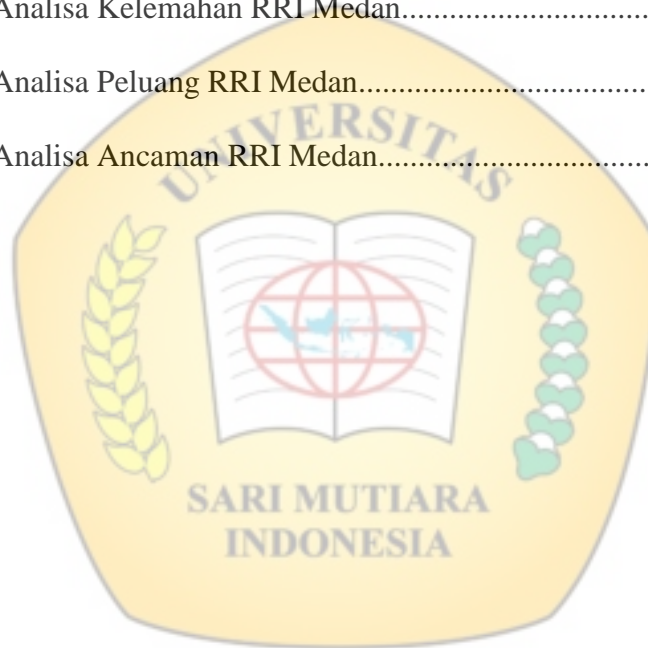 Analisa Kelemahan RRI Medan..................................
Analisa Peluang RRI Medan.......................................
Analisa Ancaman RRI Medan.....................................
UNIVERSITAS
SARI MUTIARA
INDONESIA